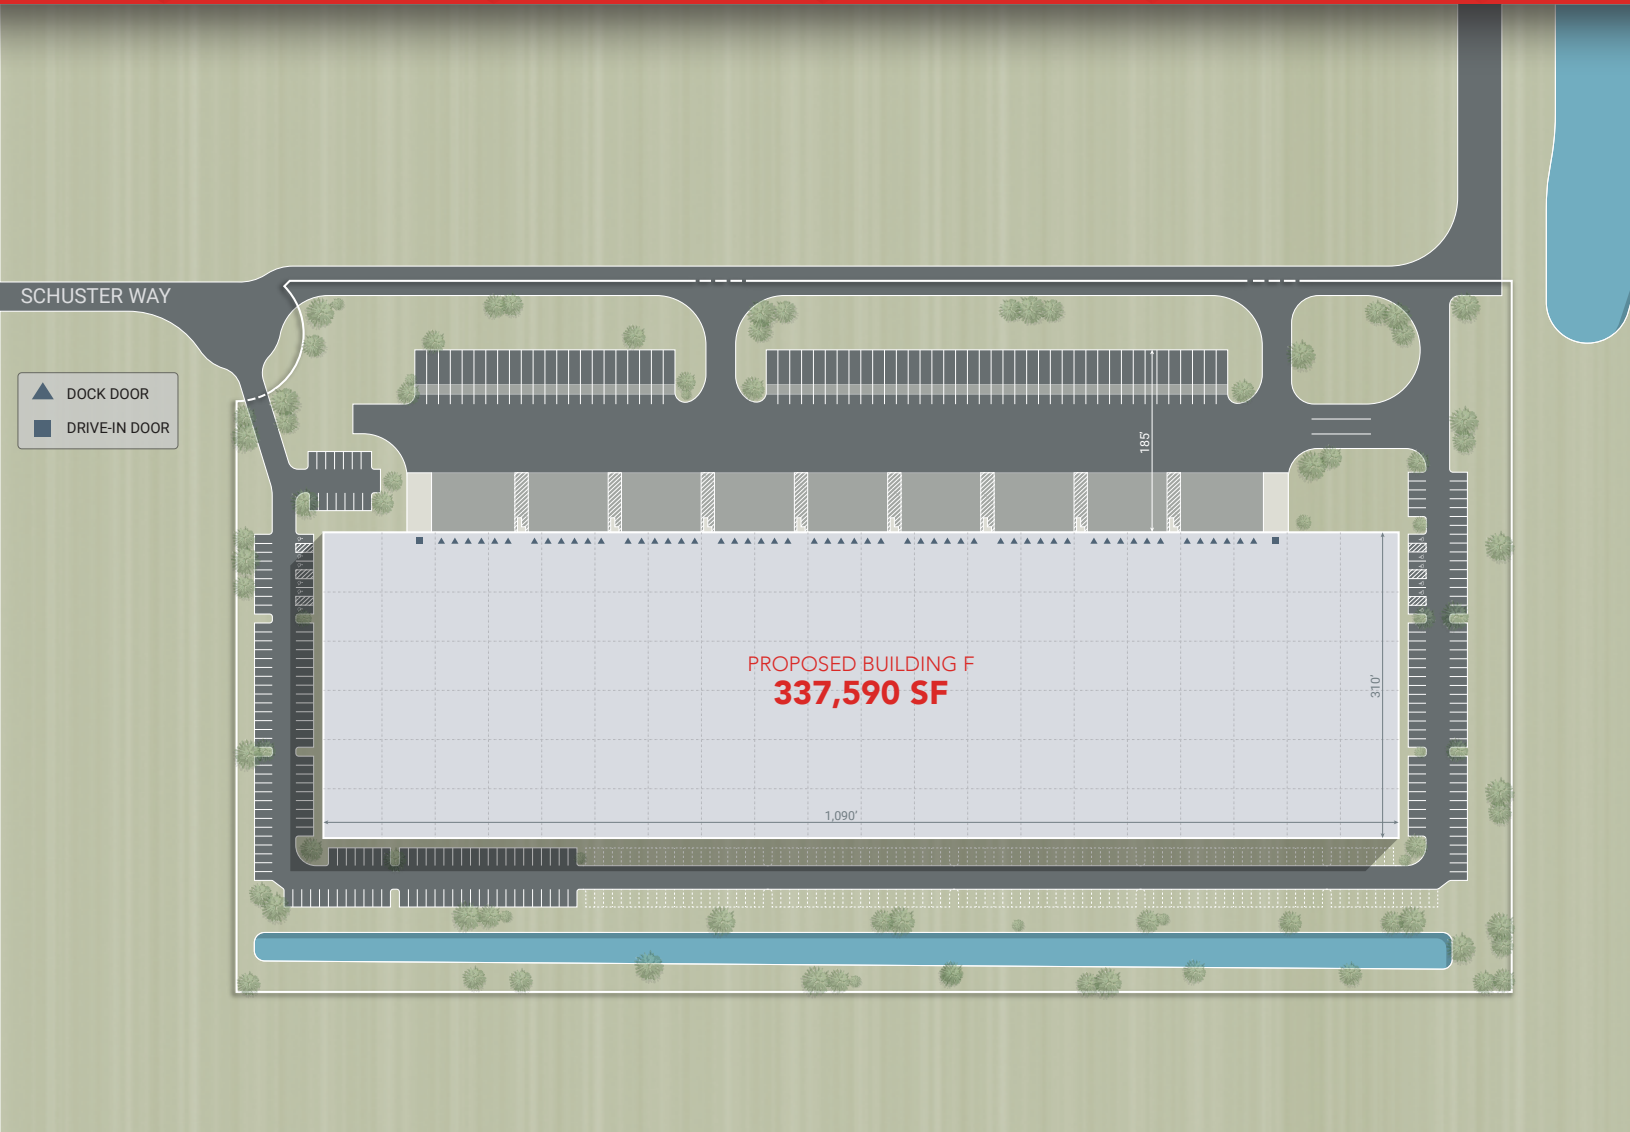 SCHUSTER WAY
DOCK DOOR
DRIVE-IN DOOR
185'
PROPOSED BUILDING F
337,590 SF
310'
1,090'